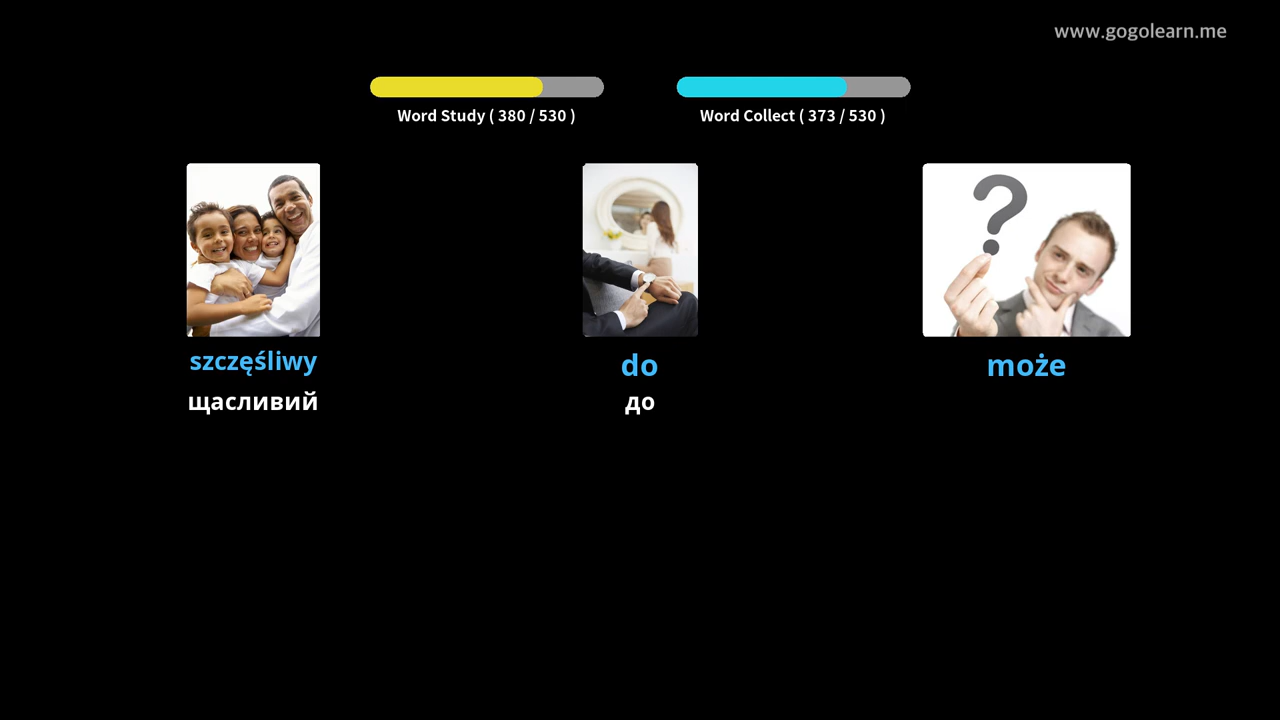 www.gogolearn.me
Word Study ( 380 / 530 )
Word Collect ( 373 / 530 )
szczęśliwy
do
może
щасливий
до